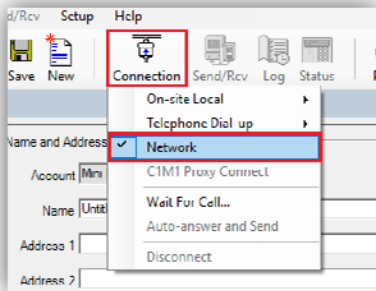 d/Rcv Setup Help
Save New Connection Send/Rcv Log Status
On-site Local
Telephone Dial-up
Name and Address
Network
Account Mini
C1M1 Proxy Connect
Name Untitl
Wait For Call...
Auto-answer and Send
Address 1
Disconnect
Address 2